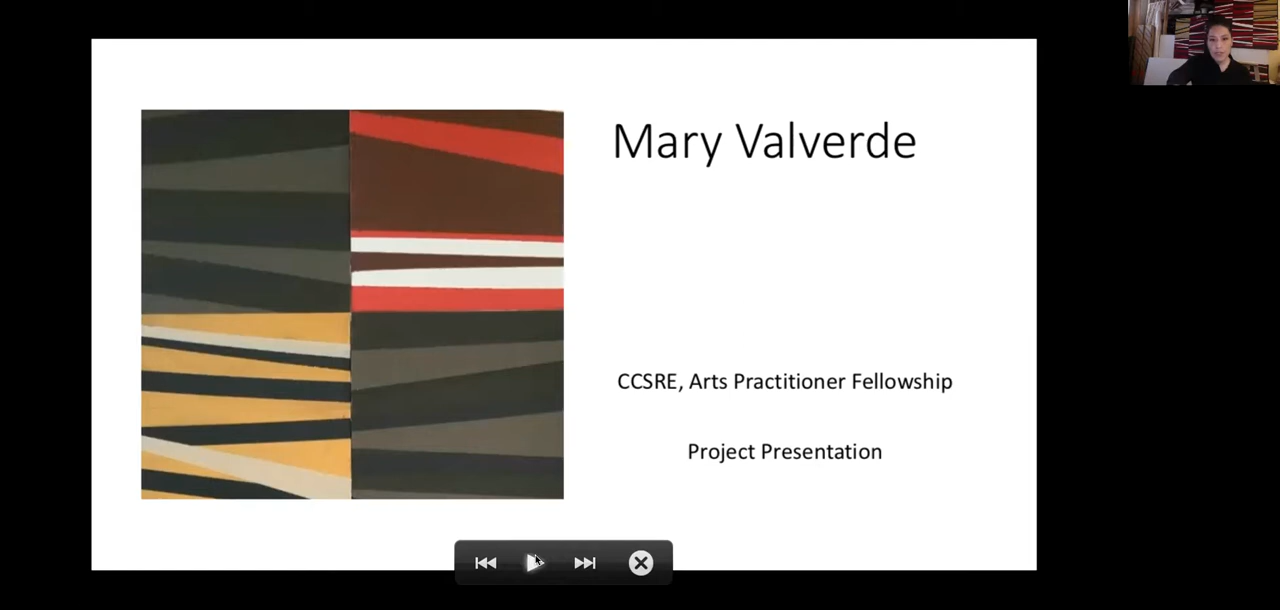 Mary Valverde
CCSRE, Arts Practitioner Fellowship
Project Presentation